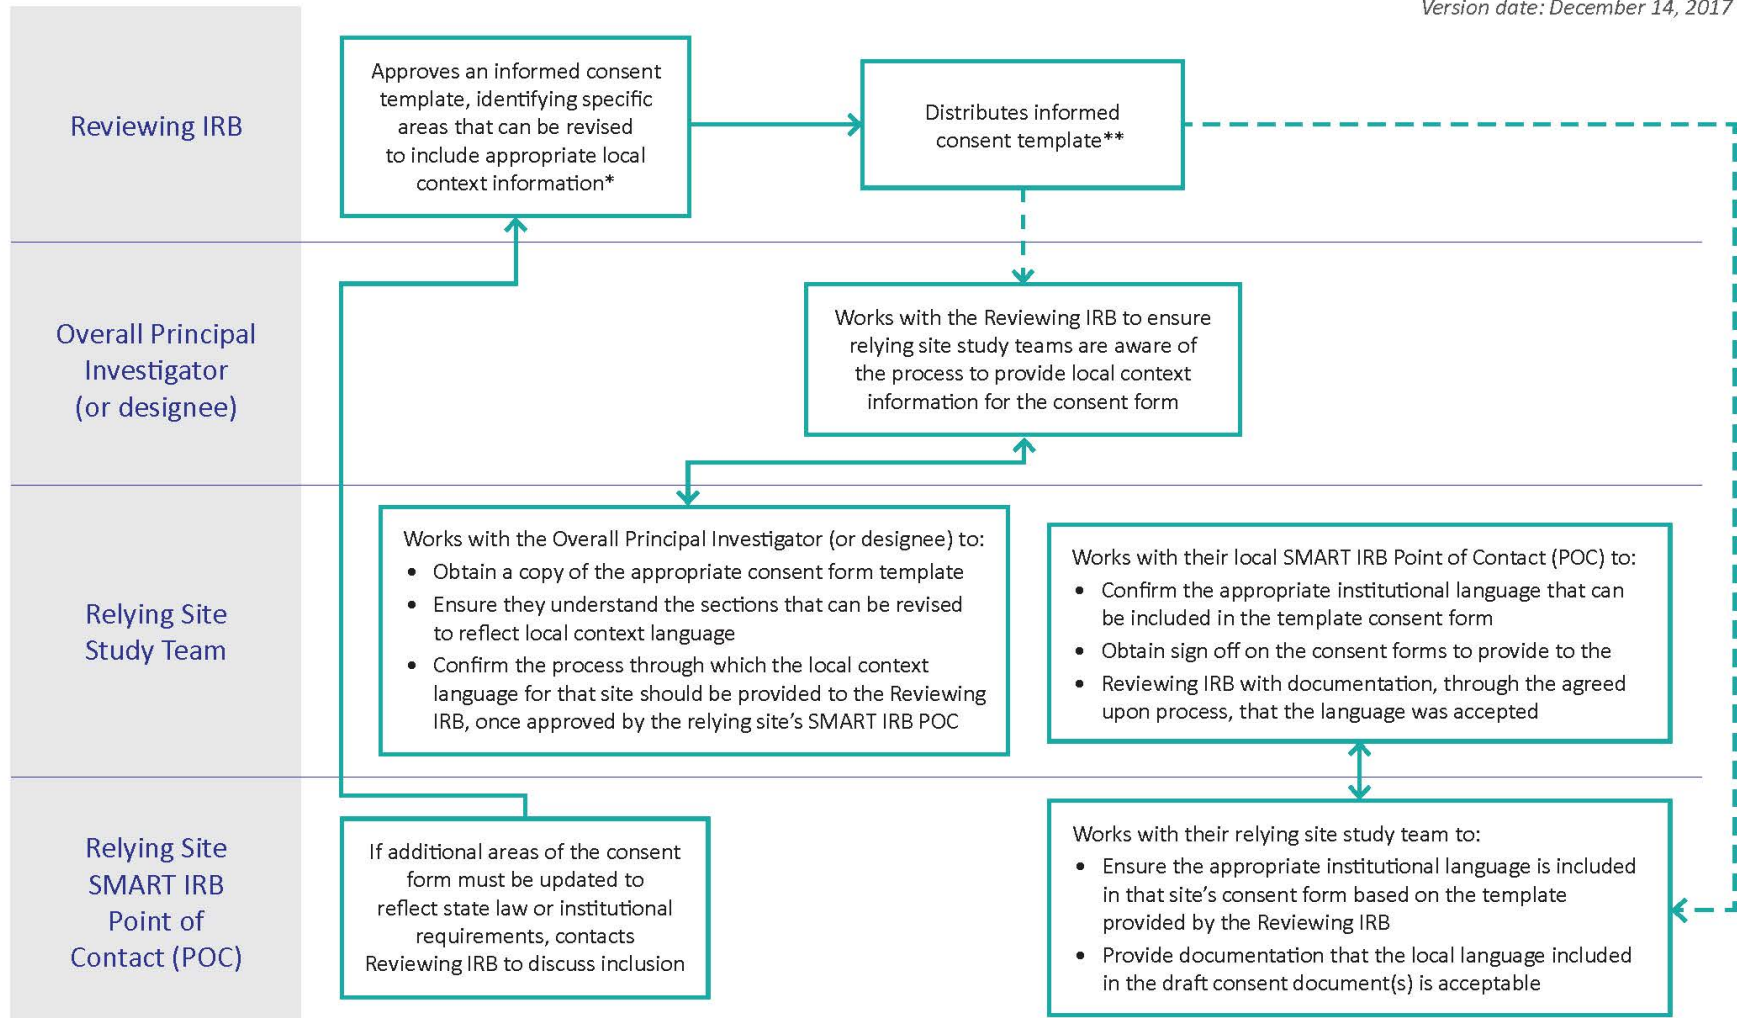 Version date: December 14, 2017
Reviewing IRB
Approves an informed consent
template, identifying specific
areas that can be revised
to include appropriate local
context information*
Distributes informed
consent template**
Overall Principal
Investigator
(or designee)
Works with the Reviewing IRB to ensure
relying site study teams are aware of
the process to provide local context
information for the consent form
Relying Site
Study Team
Works with the Overall Principal Investigator (or designee) to:
• Obtain a copy of the appropriate consent form template
• Ensure they understand the sections that can be revised
to reflect local context language
• Confirm the process through which the local context
language for that site should be provided to the Reviewing
IRB, once approved by the relying site’s SMART IRB POC
Works with their local SMART IRB Point of Contact (POC) to:
• Confirm the appropriate institutional language that can
be included in the template consent form
• Obtain sign off on the consent forms to provide to the
• Reviewing IRB with documentation, through the agreed
upon process, that the language was accepted
Relying Site
SMART IRB
Point of
Contact (POC)
If additional areas of the consent
form must be updated to
reflect state law or institutional
requirements, contacts
Reviewing IRB to discuss inclusion
Works with their relying site study team to:
• Ensure the appropriate institutional language is included
in that site’s consent form based on the template
provided by the Reviewing IRB
• Provide documentation that the local language included
in the draft consent document(s) is acceptable